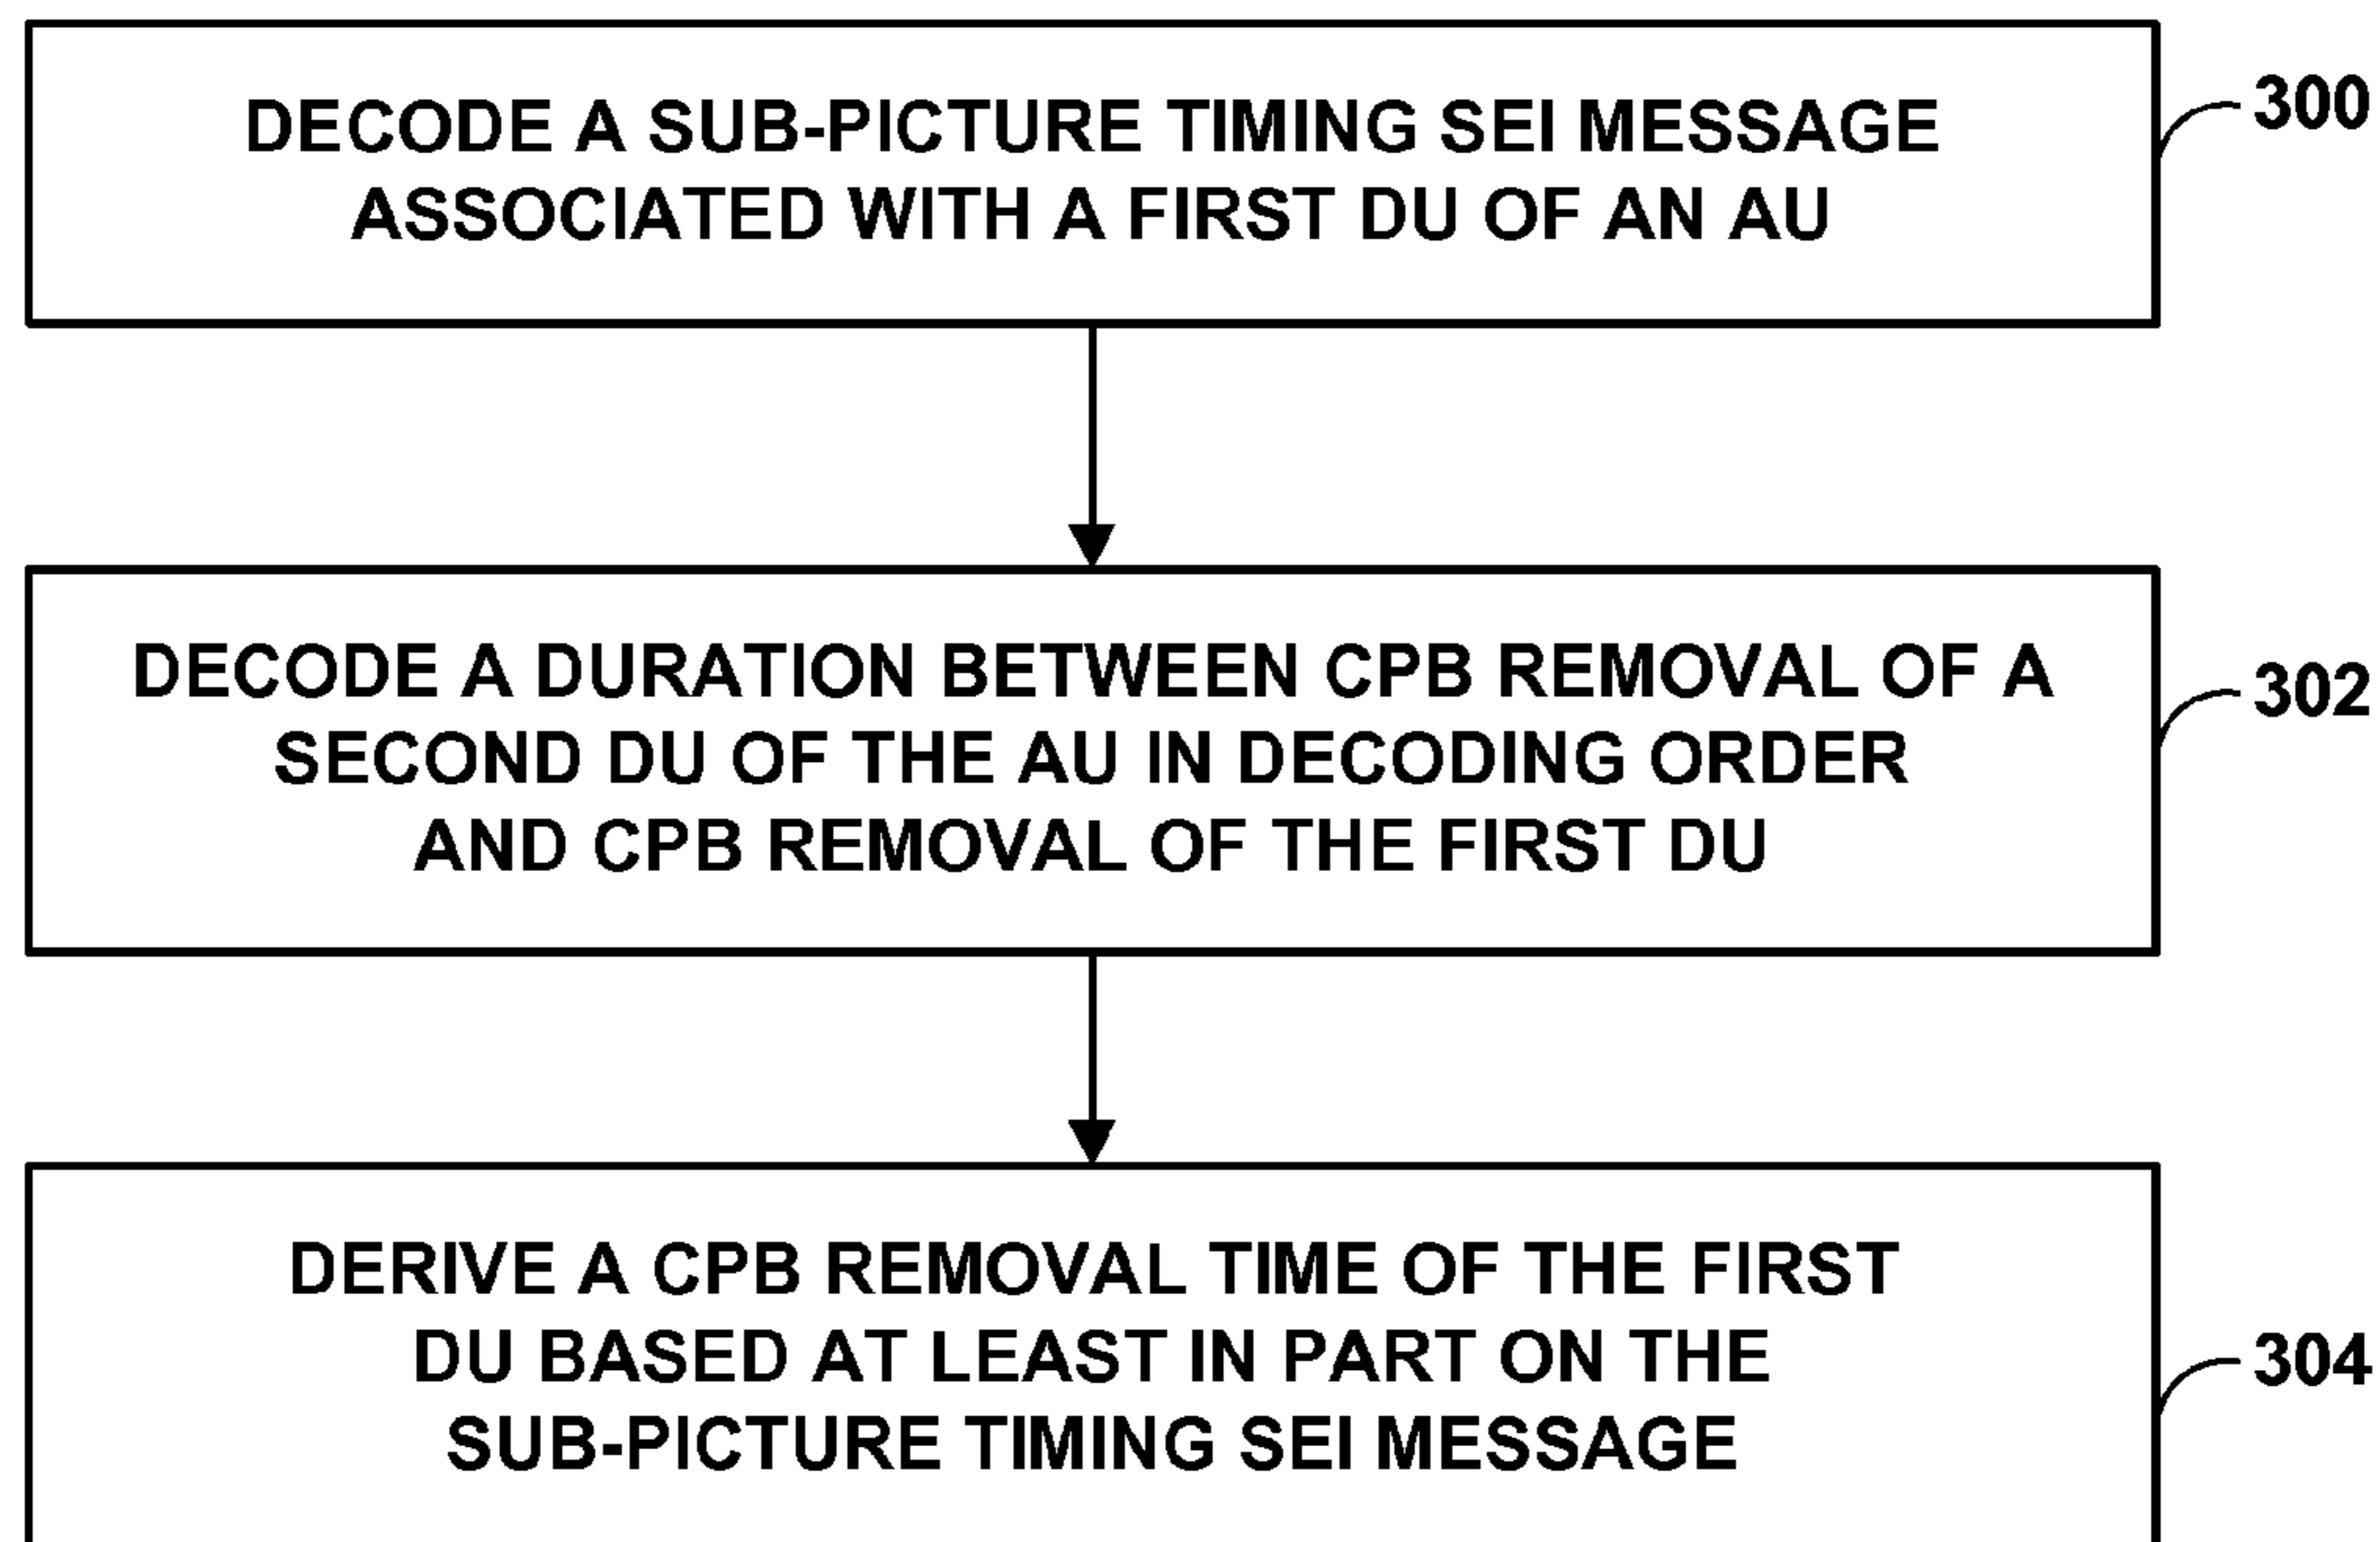 DECODE A SUB-PICTURE TIMING SEI MESSAGE
ASSOCIATED WITH A FIRST DU OF AN AU
300
DECODE A DURATION BETWEEN CPB REMOVAL OF A
SECOND DU OF THE AU IN DECODING ORDER
AND CPB REMOVAL OF THE FIRST DU
302
DERIVE A CPB REMOVAL TIME OF THE FIRST
DU BASED AT LEAST IN PART ON THE
SUB-PICTURE TIMING SEI MESSAGE
304